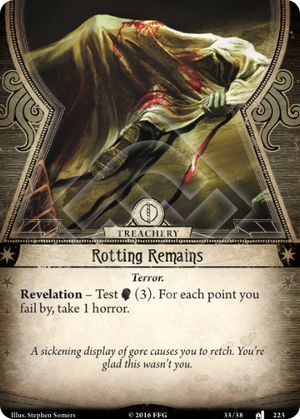 TREACHERY
Rotting Remains
Terror.
Revelation – Test (3). For each point you
fail by, take 1 horror.
A sickening display of gore causes you to retch. You're
glad this wasn't you.
Illus. Stephen Somers © 2016 FFG 33/38 223